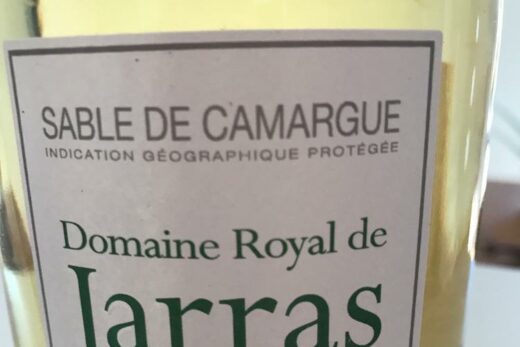 SABLE DE CAMARGUE
INDICATION GÉOGRAPHIQUE PROTÉGÉE
Domaine Royal de
Jarras